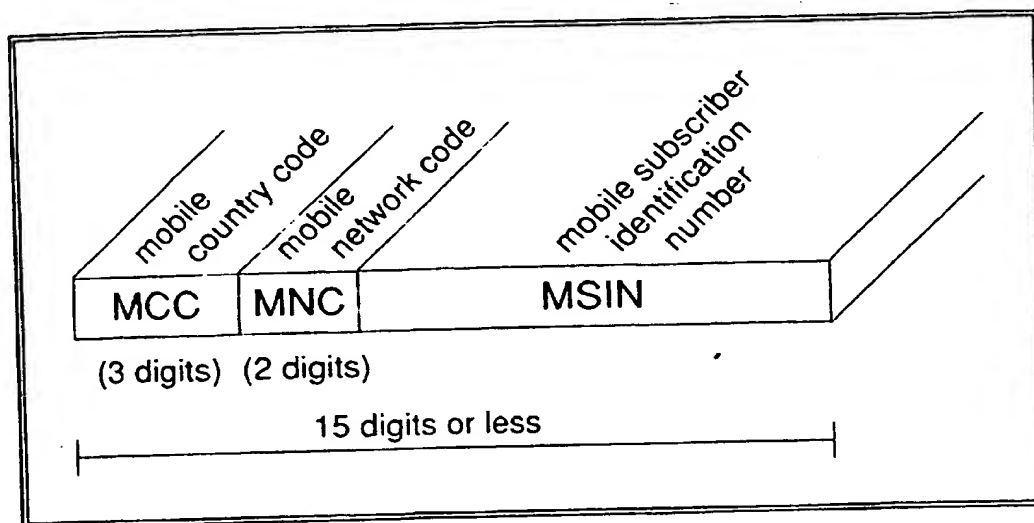 mobile
country code
mobile
network code
mobile subscriber
identification
number
MCC
MNC
MSIN
(3 digits) (2 digits)
15 digits or less